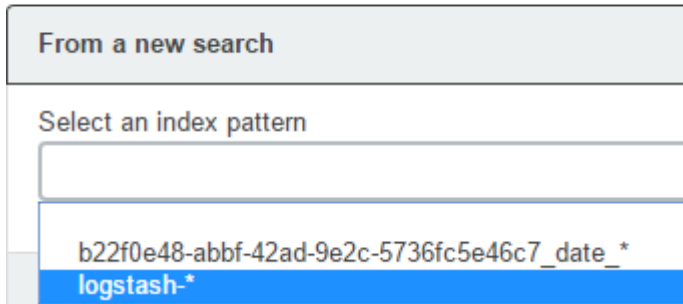 From a new search
Select an index pattern
b22f0e48-abbf-42ad-9e2c-5736fc5e46c7_date_*
logstash-*